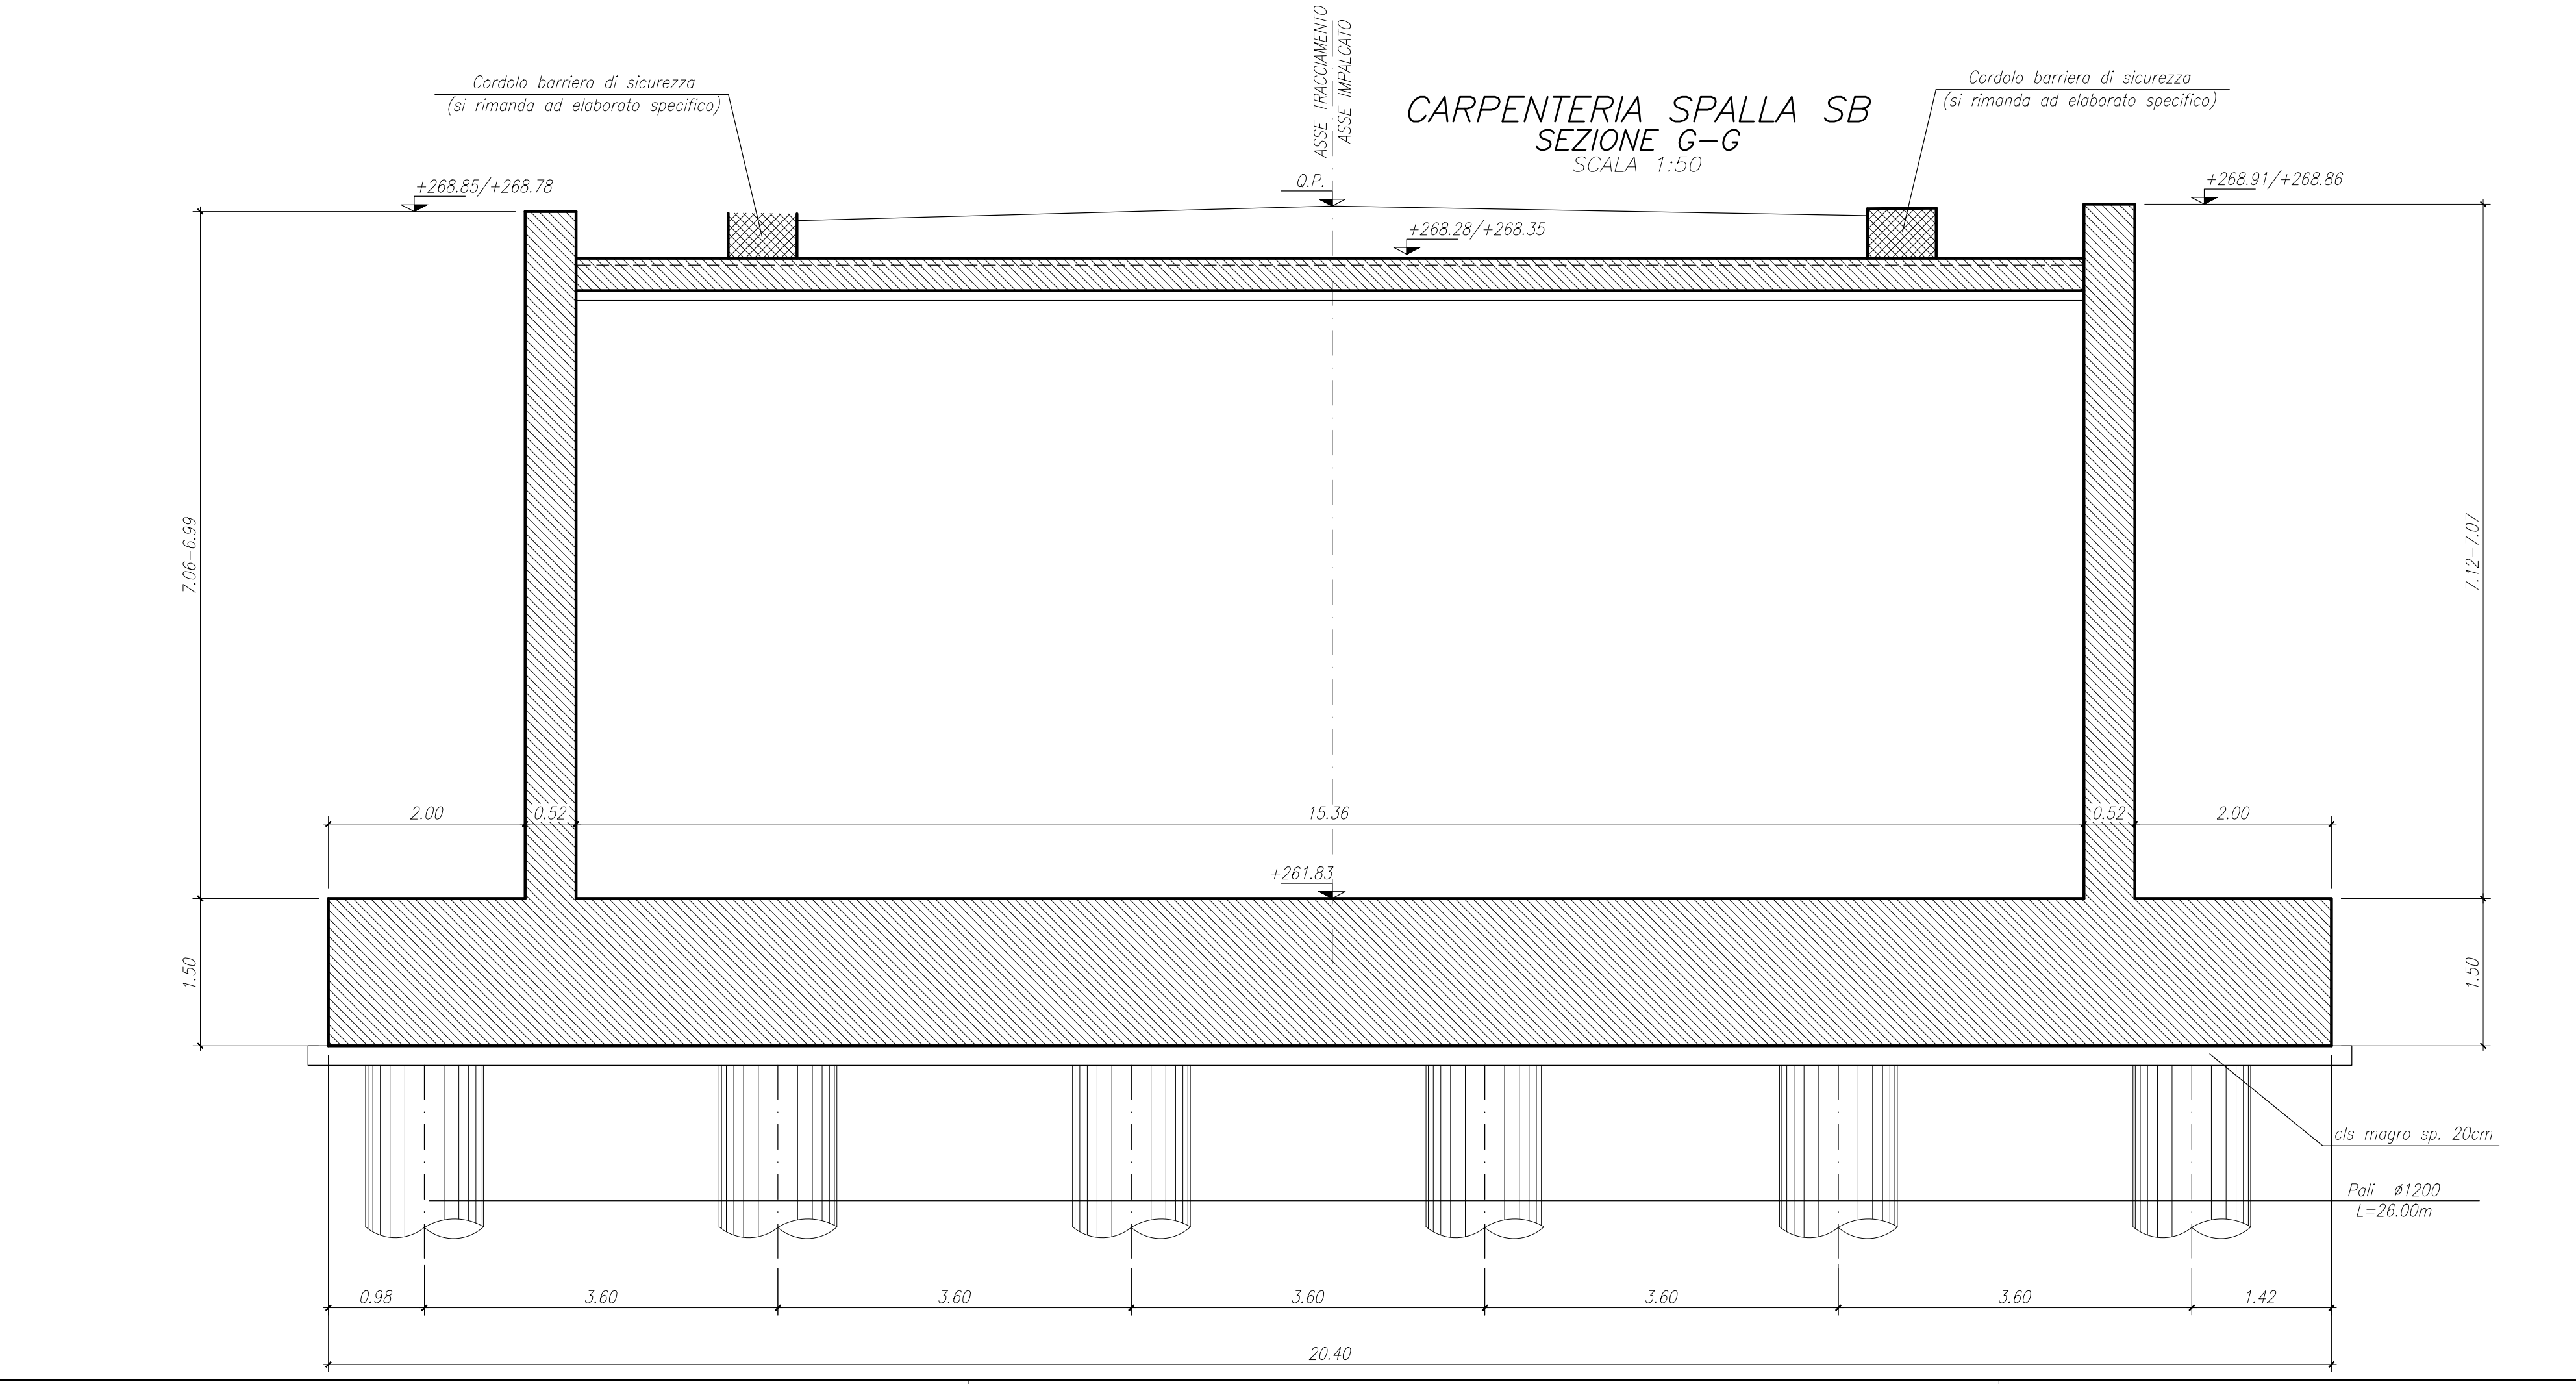 ASSE TRACCIAMENTO
ASSE IMPALCATO
Cordolo barriera di sicurezza
(si rimanda ad elaborato specifico)
CARPENTERIA SPALLA SB
SEZIONE G-G
SCALA 1:50
Cordolo barriera di sicurezza
(si rimanda ad elaborato specifico)
+268.85/+268.78
Q.P.
+268.91/+268.86
+268.28/+268.35
7.06-6.99
7.12-7.07
2.00
0.52
15.36
0.52
2.00
+261.83
1.50
1.50
cls magro sp. 20cm
Pali ø1200
L=26.00m
0.98
3.60
3.60
3.60
3.60
3.60
1.42
20.40